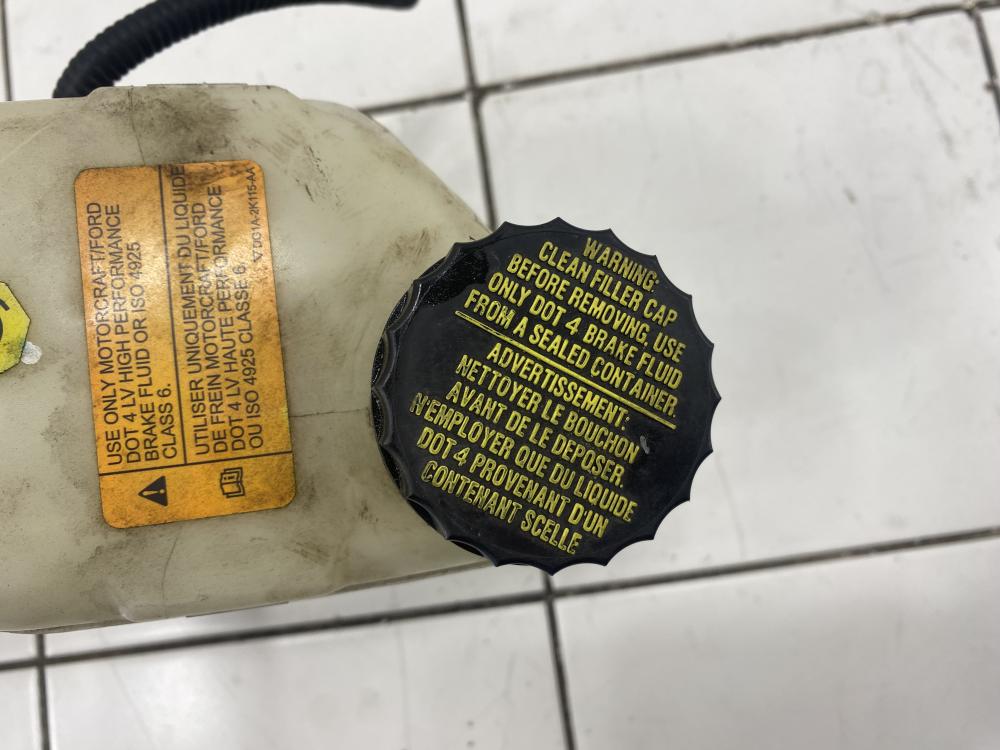 USE ONLY MOTORCRAFT/FORD
DOT 4 LV HIGH PERFORMANCE
BRAKE FLUID OR ISO 4925
CLASS 6.
UTILISER UNIQUEMENT DU LIQUIDE
DE FREIN MOTORCRAFT/FORD
DOT 4 LV HAUTE PERFORMANCE
OU ISO 4925 CLASSE 6.
DG1A-2K115-AA
WARNING:
CLEAN FILLER CAP
BEFORE REMOVING, USE
ONLY DOT 4 BRAKE FLUID
FROM A SEALED CONTAINER.
ADVERTISSEMENT:
NETTOYER LE BOUCHON
AVANT DE LE DEPOSER.
N'EMPLOYER QUE DU LIQUIDE
DOT 4 PROVENANT D'UN
CONTENANT SCELLE